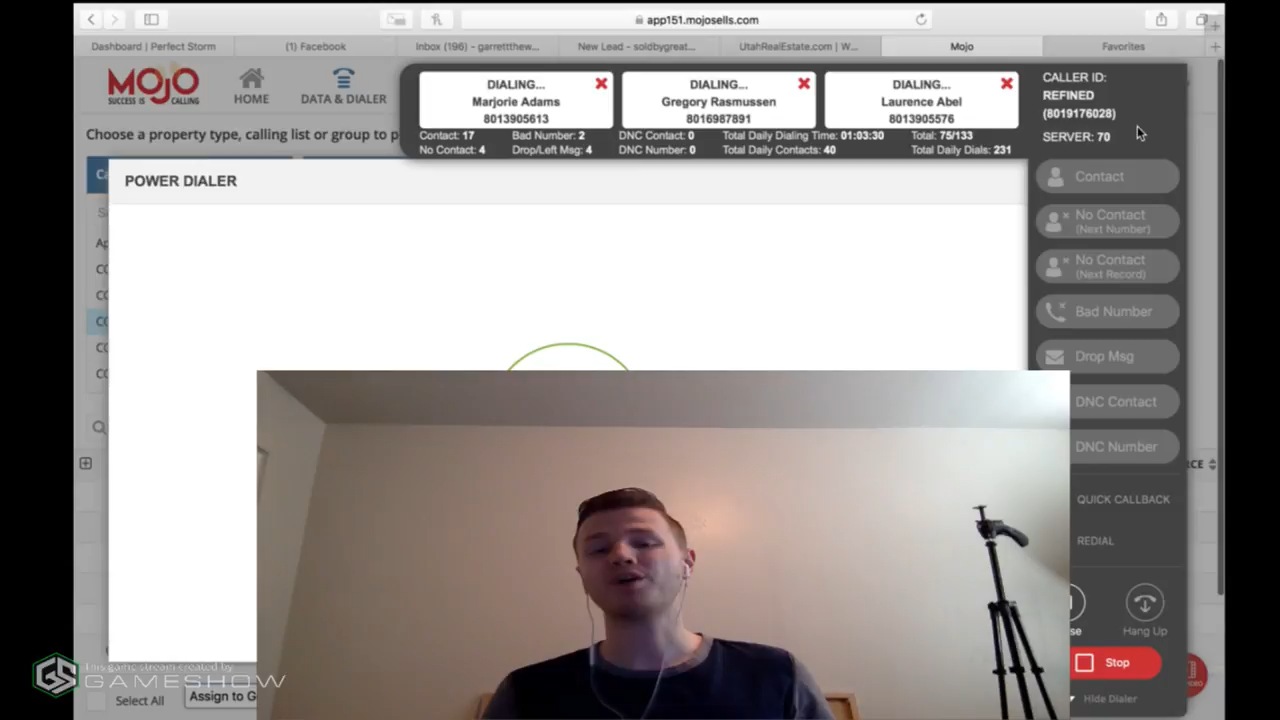 app151.mojosells.com
Dashboard | Perfect Storm
(1) Facebook
Inbox (196) - garrettthew...
New Lead - soldbygreat...
UtahRealEstate.com | W...
Mojo
Favorites
MOJO
SUCCESS IS CALLING
HOME
DATA & DIALER
Choose a property type, calling list or group to p
DIALING...
Marjorie Adams
8013905613
DIALING...
Gregory Rasmussen
8016987891
DIALING...
Laurence Abel
8013905576
Contact: 17
Bad Number: 2
DNC Contact: 0
Total Daily Dialing Time: 01:03:30
Total: 75/133
No Contact: 4
Drop/Left Msg: 4
DNC Number: 0
Total Daily Contacts: 40
Total Daily Dials: 231
CALLER ID:
REFINED
(8019176028)
SERVER: 70
POWER DIALER
Contact
No Contact
(Next Number)
No Contact
(Next Record)
Bad Number
Drop Msg
DNC Contact
DNC Number
QUICK CALLBACK
REDIAL
Hang Up
Stop
Hide Dialer
This game stream created by
GAMESHOW
Select All
Assign to G